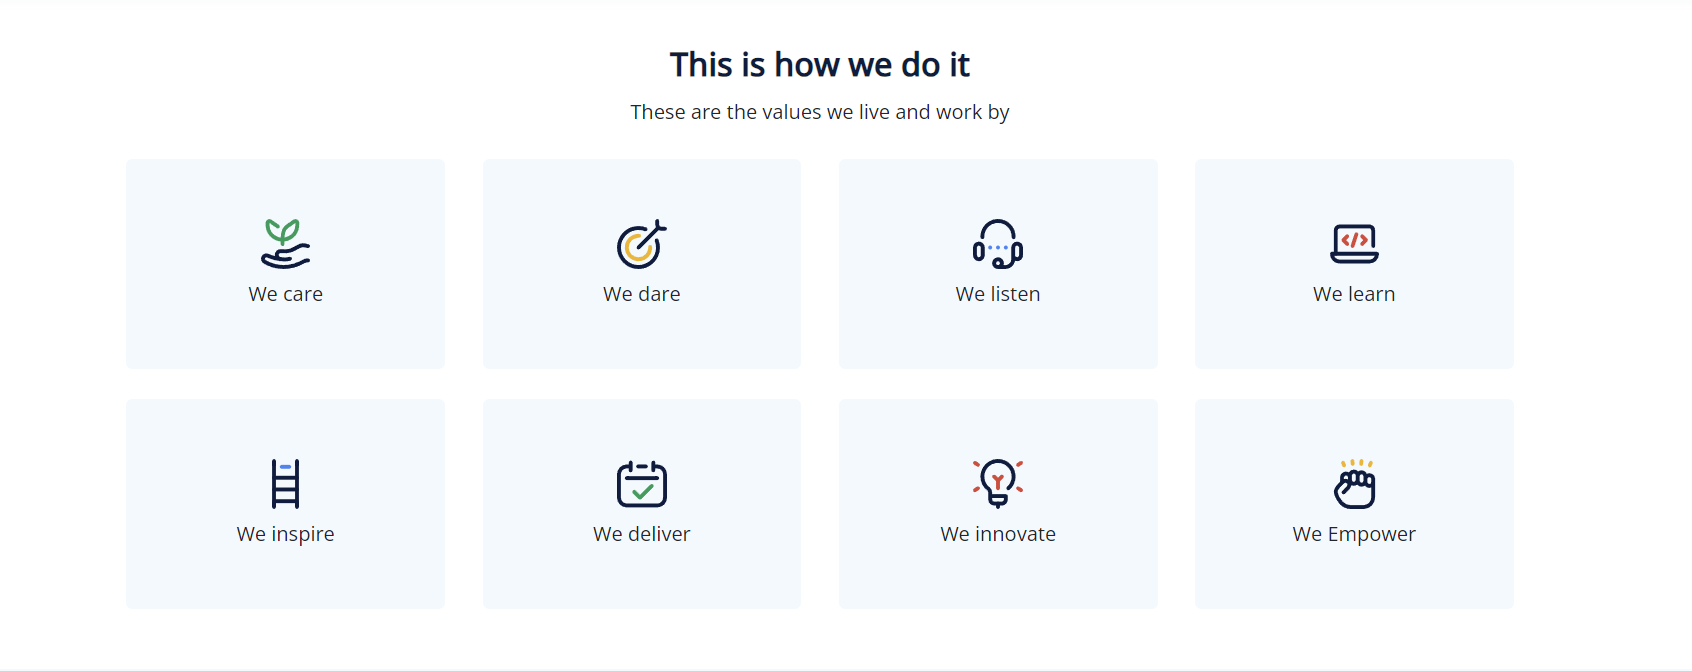 This is how we do it
These are the values we live and work by
We care
We dare
We listen
We learn
We inspire
We deliver
We innovate
We Empower